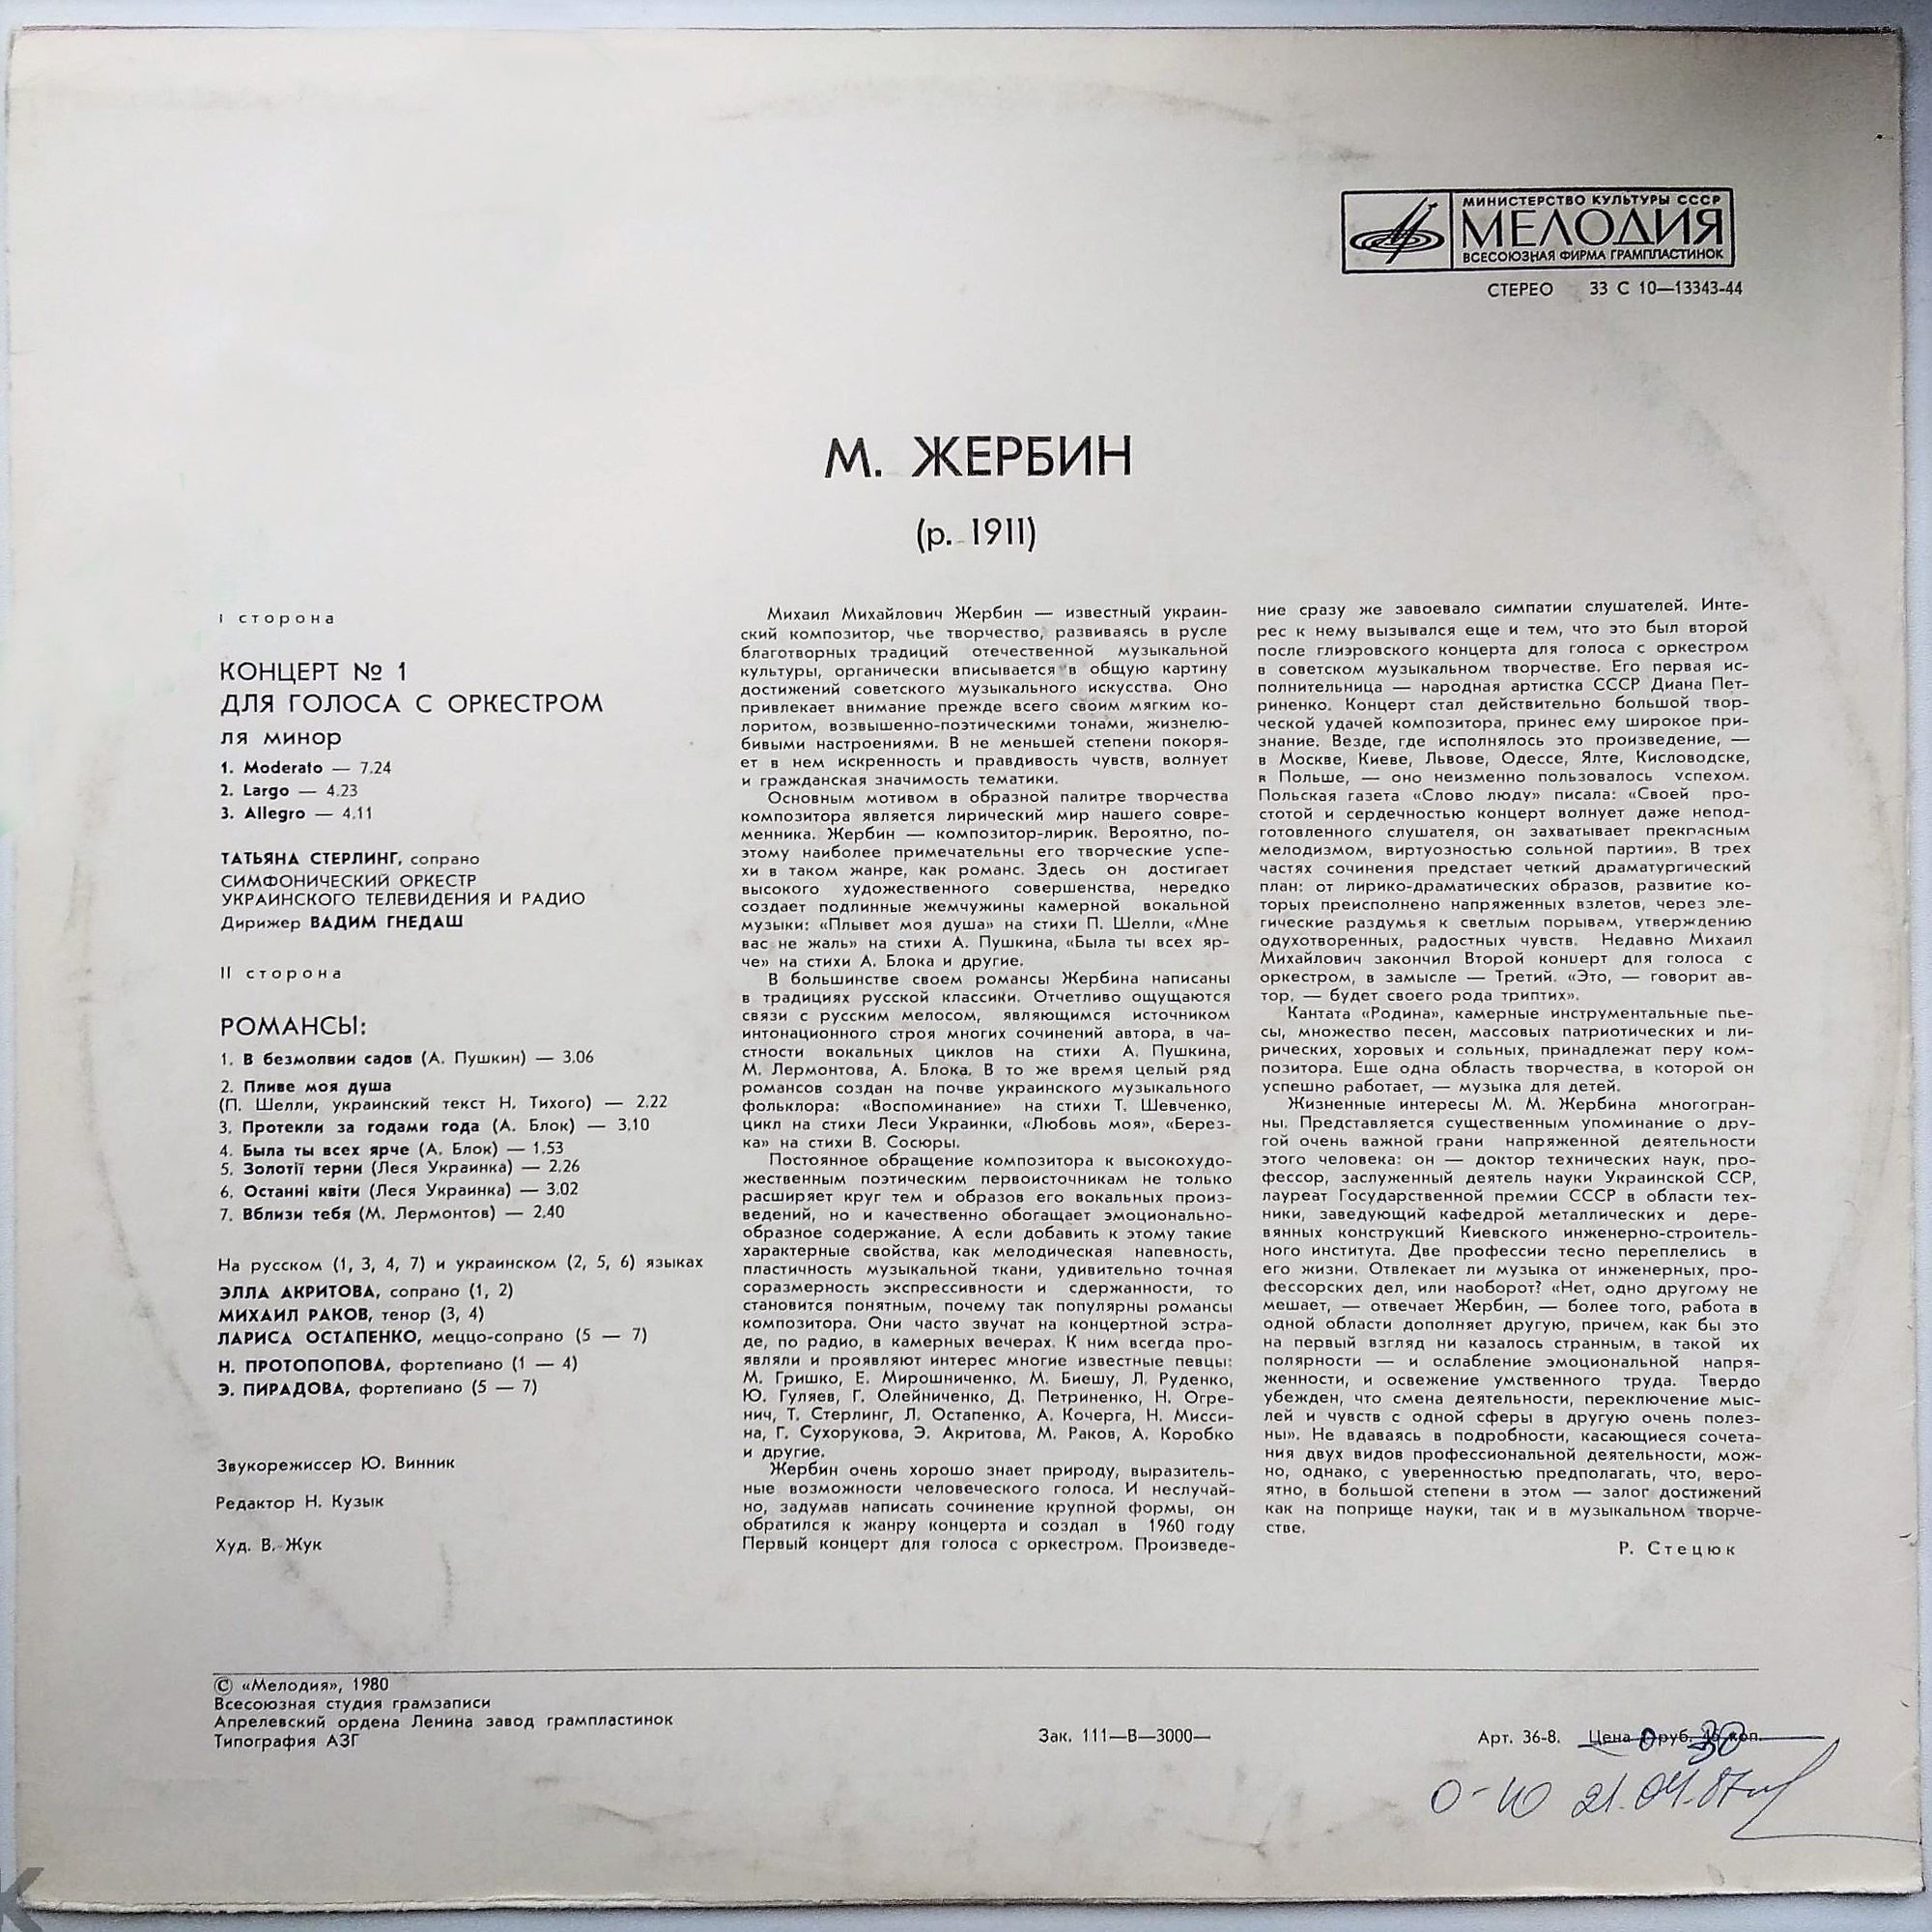 МИНИСТЕРСТВО КУЛЬТУРЫ СССР
МЕЛОДИЯ
ВСЕСОЮЗНАЯ ФИРМА ГРАМПЛАСТИНОК
СТЕРЕО 33 С 10—13343-44
М. ЖЕРБИН
(р. 1911)
I сторона
КОНЦЕРТ № 1
ДЛЯ ГОЛОСА С ОРКЕСТРОМ
ЛЯ МИНОР
1. Moderato — 7.24
2. Largo — 4.23
3. Allegro — 4.11
ТАТЬЯНА СТЕРЛИНГ, сопрано
СИМФОНИЧЕСКИЙ ОРКЕСТР
УКРАИНСКОГО ТЕЛЕВИДЕНИЯ И РАДИО
Дирижер ВАДИМ ГНЕДАШ
II сторона
РОМАНСЫ:
1. В безмолвии садов (А. Пушкин) — 3.06
2. Пливе моя душа
(П. Шелли, украинский текст Н. Тихого) — 2.22
3. Протекли за годами года (А. Блок) — 3.10
4. Была ты всех ярче (А. Блок) — 1.53
5. Золотії терни (Леся Украинка) — 2.26
6. Останні квіти (Леся Украинка) — 3.02
7. Вблизи тебя (М. Лермонтов) — 2.40
На русском (1, 3, 4, 7) и украинском (2, 5, 6) языках
ЭЛЛА АКРИТОВА, сопрано (1, 2)
МИХАИЛ РАКОВ, тенор (3, 4)
ЛАРИСА ОСТАПЕНКО, меццо-сопрано (5 — 7)
Н. ПРОТОПОПОВА, фортепиано (1 — 4)
Э. ПИРАДОВА, фортепиано (5 — 7)
Звукорежиссер Ю. Винник
Редактор Н. Кузык
Худ. В. Жук
Михаил Михайлович Жербин — известный украин-
ский композитор, чье творчество, развиваясь в русле
благотворных традиций отечественной музыкальной
культуры, органически вписывается в общую картину
достижений советского музыкального искусства. Оно
привлекает внимание прежде всего своим мягким ко-
лоритом, возвышенно-поэтическими тонами, жизнелю-
бивыми настроениями. В не меньшей степени покоря-
ет в нем искренность и правдивость чувств, волнует
и гражданская значимость тематики.
Основным мотивом в образной палитре творчества
композитора является лирический мир нашего совре-
менника. Жербин — композитор-лирик. Вероятно, по-
этому наиболее примечательны его творческие успе-
хи в таком жанре, как романс. Здесь он достигает
высокого художественного совершенства, нередко
создает подлинные жемчужины камерной вокальной
музыки: «Плывет моя душа» на стихи П. Шелли, «Мне
вас не жаль» на стихи А. Пушкина, «Была ты всех яр-
че» на стихи А. Блока и другие.
В большинстве своем романсы Жербина написаны
в традициях русской классики. Отчетливо ощущаются
связи с русским мелосом, являющимся источником
интонационного строя многих сочинений автора, в ча-
стности вокальных циклов на стихи А. Пушкина,
М. Лермонтова, А. Блока. В то же время целый ряд
романсов создан на почве украинского музыкального
фольклора: «Воспоминание» на стихи Т. Шевченко,
цикл на стихи Леси Украинки, «Любовь моя», «Берез-
ка» на стихи В. Сосюры.
Постоянное обращение композитора к высокохудо-
жественным поэтическим первоисточникам не только
расширяет круг тем и образов его вокальных произ-
ведений, но и качественно обогащает эмоционально-
образное содержание. А если добавить к этому такие
характерные свойства, как мелодическая напевность,
пластичность музыкальной ткани, удивительно точная
соразмерность экспрессивности и сдержанности, то
становится понятным, почему так популярны романсы
композитора. Они часто звучат на концертной эстра-
де, по радио, в камерных вечерах. К ним всегда про-
являли и проявляют интерес многие известные певцы:
М. Гришко, Е. Мирошниченко, М. Биешу, Л. Руденко,
Ю. Гуляев, Г. Олейниченко, Д. Петриненко, Н. Огре-
нич, Т. Стерлинг, Л. Остапенко, А. Кочерга, Н. Мисси-
на, Г. Сухорукова, Э. Акритова, М. Раков, А. Коробко
и другие.
Жербин очень хорошо знает природу, выразитель-
ные возможности человеческого голоса. И неслучай-
но, задумав написать сочинение крупной формы, он
обратился к жанру концерта и создал в 1960 году
Первый концерт для голоса с оркестром. Произведе-
ние сразу же завоевало симпатии слушателей. Инте-
рес к нему вызывался еще и тем, что это был второй
после глиэровского концерта для голоса с оркестром
в советском музыкальном творчестве. Его первая ис-
полнительница — народная артистка СССР Диана Пет-
риненко. Концерт стал действительно большой твор-
ческой удачей композитора, принес ему широкое при-
знание. Везде, где исполнялось это произведение, —
в Москве, Киеве, Львове, Одессе, Ялте, Кисловодске,
в Польше, — оно неизменно пользовалось успехом.
Польская газета «Слово люду» писала: «Своей про-
стотой и сердечностью концерт волнует даже непод-
готовленного слушателя, он захватывает прекрасным
мелодизмом, виртуозностью сольной партии». В трех
частях сочинения предстает четкий драматургический
план: от лирико-драматических образов, развитие ко-
торых преисполнено напряженных взлетов, через эле-
гические раздумья к светлым порывам, утверждению
одухотворенных, радостных чувств. Недавно Михаил
Михайлович закончил Второй концерт для голоса с
оркестром, в замысле — Третий. «Это, — говорит ав-
тор, — будет своего рода триптих».
Кантата «Родина», камерные инструментальные пье-
сы, множество песен, массовых патриотических и ли-
рических, хоровых и сольных, принадлежат перу ком-
позитора. Еще одна область творчества, в которой он
успешно работает, — музыка для детей.
Жизненные интересы М. М. Жербина многогран-
ны. Представляется существенным упоминание о дру-
гой очень важной грани напряженной деятельности
этого человека: он — доктор технических наук, про-
фессор, заслуженный деятель науки Украинской ССР,
лауреат Государственной премии СССР в области тех-
ники, заведующий кафедрой металлических и дере-
вянных конструкций Киевского инженерно-строитель-
ного института. Две профессии тесно переплелись в
его жизни. Отвлекает ли музыка от инженерных, про-
фессорских дел, или наоборот? «Нет, одно другому не
мешает, — отвечает Жербин, — более того, работа в
одной области дополняет другую, причем, как бы это
на первый взгляд ни казалось странным, в такой их
полярности — и ослабление эмоциональной напря-
женности, и освежение умственного труда. Твердо
убежден, что смена деятельности, переключение мыс-
лей и чувств с одной сферы в другую очень полез-
ны». Не вдаваясь в подробности, касающиеся сочета-
ния двух видов профессиональной деятельности, мож-
но, однако, с уверенностью предполагать, что, веро-
ятно, в большой степени в этом — залог достижений
как на поприще науки, так и в музыкальном творче-
стве.
Р. Стецюк
© «Мелодия», 1980
Всесоюзная студия грамзаписи
Апрелевский ордена Ленина завод грампластинок
Типография АЗГ
Зак. 111—В—3000—
Арт. 36-8. Цена руб. коп.
0 30
21.04.87